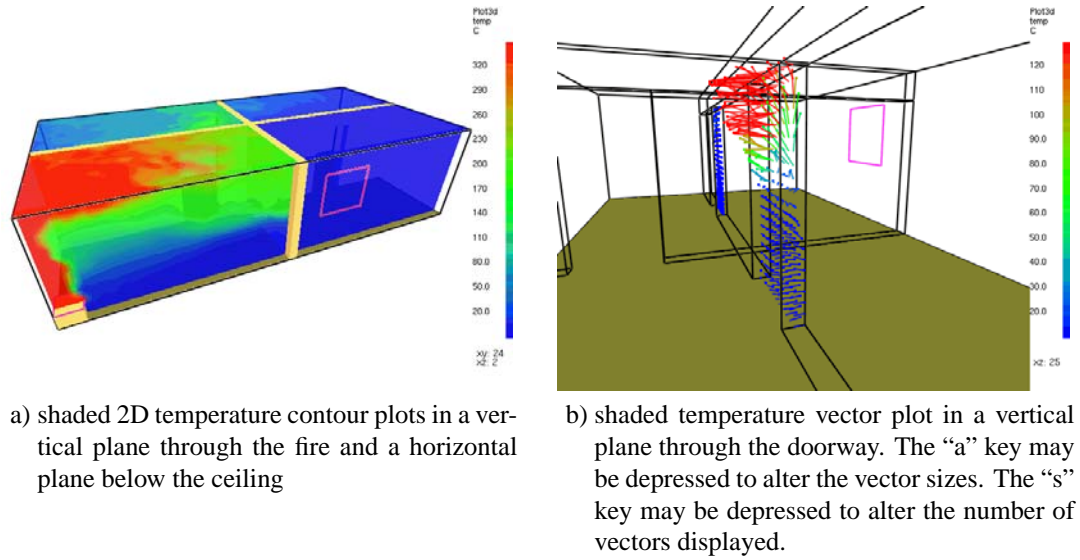 Plot3d
temp
C
320
290
260
230
200
170
140
110
80.0
50.0
20.0
xy: 24
xz: 2
a) shaded 2D temperature contour plots in a ver-
tical plane through the fire and a horizontal
plane below the ceiling
Plot3d
temp
C
120
110
100
90.0
80.0
70.0
60.0
50.0
40.0
30.0
20.0
xz: 25
b) shaded temperature vector plot in a vertical
plane through the doorway. The “a” key may
be depressed to alter the vector sizes. The “s”
key may be depressed to alter the number of
vectors displayed.